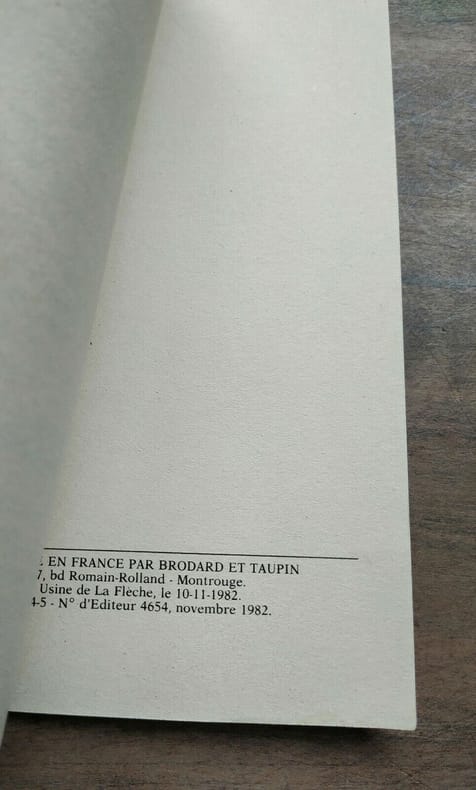 EN FRANCE PAR BRODARD ET TAUPIN
7, bd Romain-Rolland - Montrouge.
Usine de La Flèche, le 10-11-1982.
4-5 - N° d'Editeur 4654, novembre 1982.